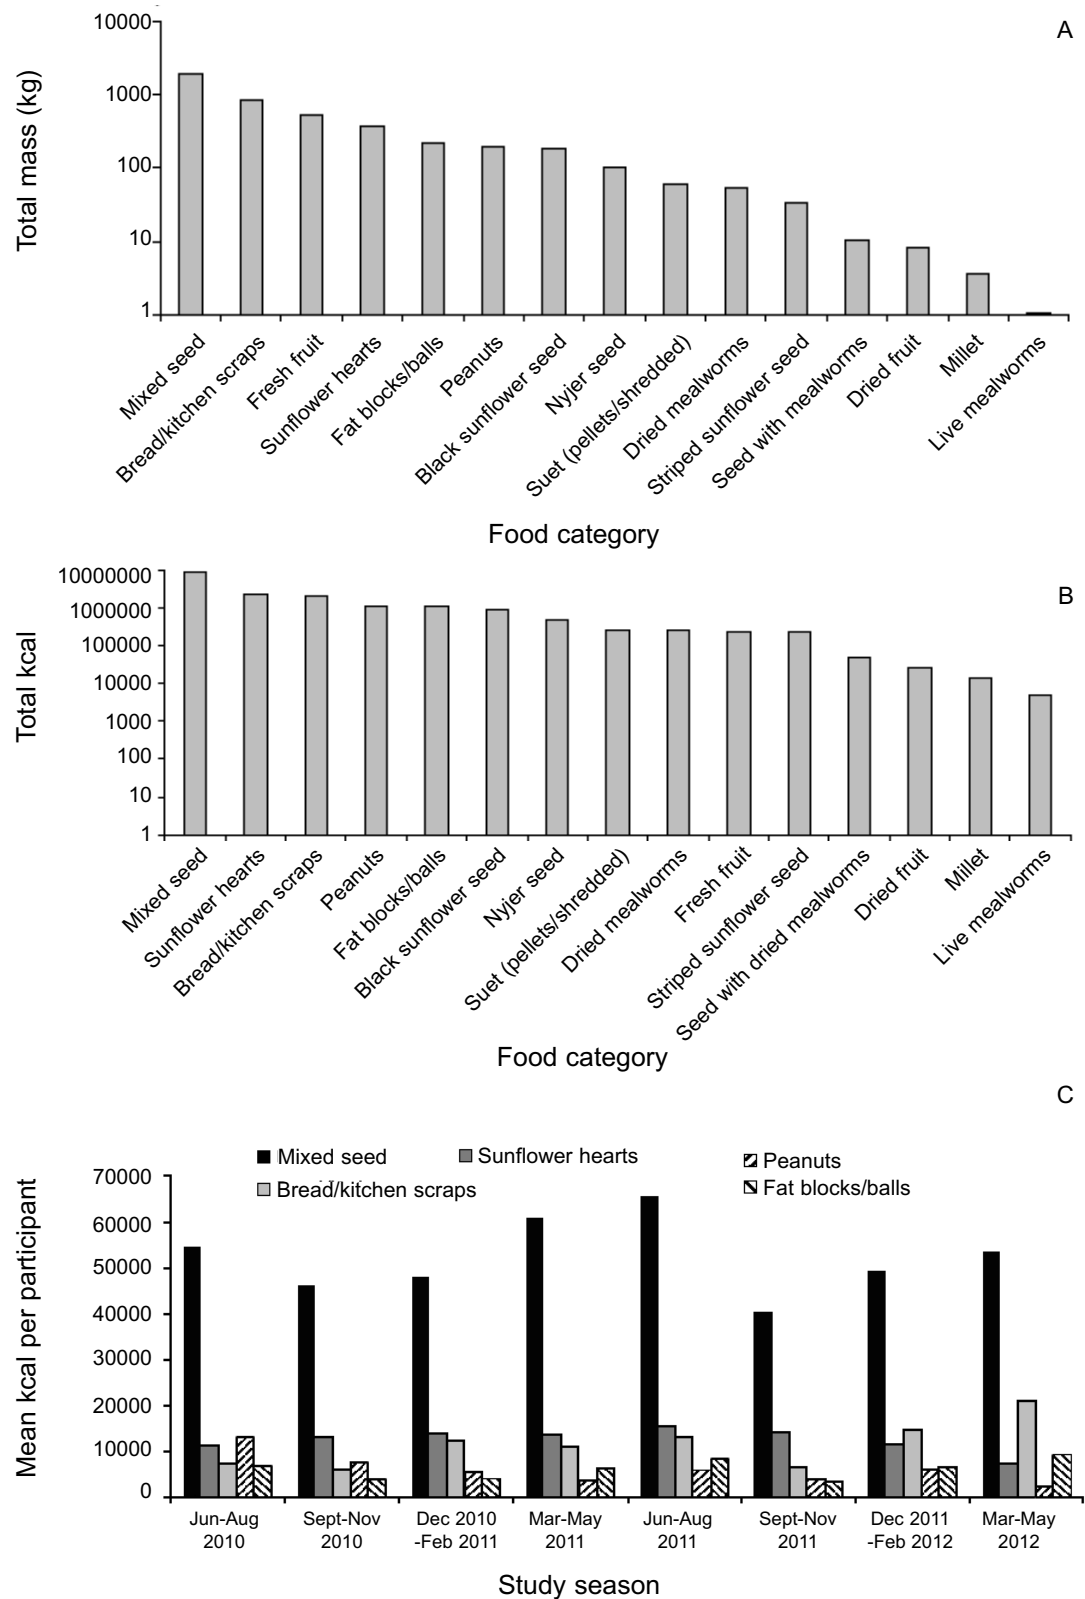 A
10000
1000
100
10
1
Total mass (kg)
Mixed seed
Bread/kitchen scraps
Fresh fruit
Sunflower hearts
Fat blocks/balls
Peanuts
Black sunflower seed
Nyjer seed
Suet (pellets/shredded)
Dried mealworms
Striped sunflower seed
Seed with mealworms
Dried fruit
Millet
Live mealworms
Food category
B
10000000
1000000
100000
10000
1000
100
10
1
Total kcal
Mixed seed
Sunflower hearts
Bread/kitchen scraps
Peanuts
Fat blocks/balls
Black sunflower seed
Nyjer seed
Suet (pellets/shredded)
Dried mealworms
Fresh fruit
Striped sunflower seed
Seed with dried mealworms
Dried fruit
Millet
Live mealworms
Food category
C
Mixed seed
Sunflower hearts
Peanuts
Bread/kitchen scraps
Fat blocks/balls
70000
60000
50000
40000
30000
20000
10000
0
Mean kcal per participant
Jun-Aug
2010
Sept-Nov
2010
Dec 2010
-Feb 2011
Mar-May
2011
Jun-Aug
2011
Sept-Nov
2011
Dec 2011
-Feb 2012
Mar-May
2012
Study season